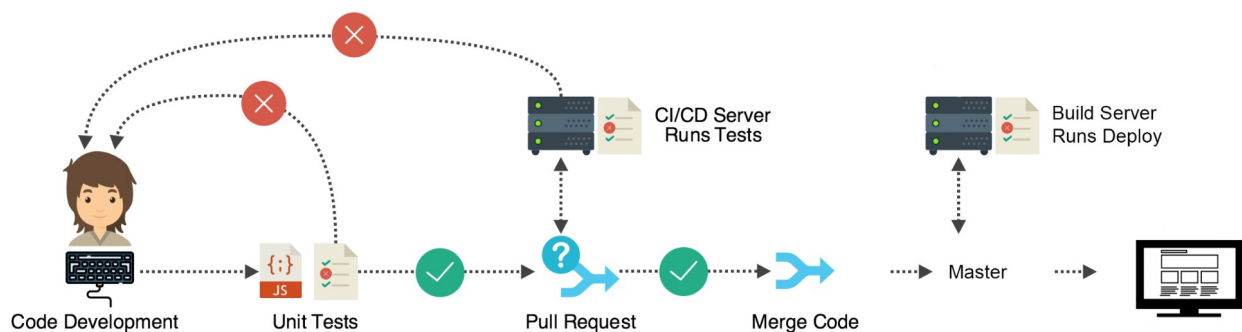 CI/CD Server
Runs Tests
Build Server
Runs Deploy
{;}
JS
?
Master
Code Development
Unit Tests
Pull Request
Merge Code